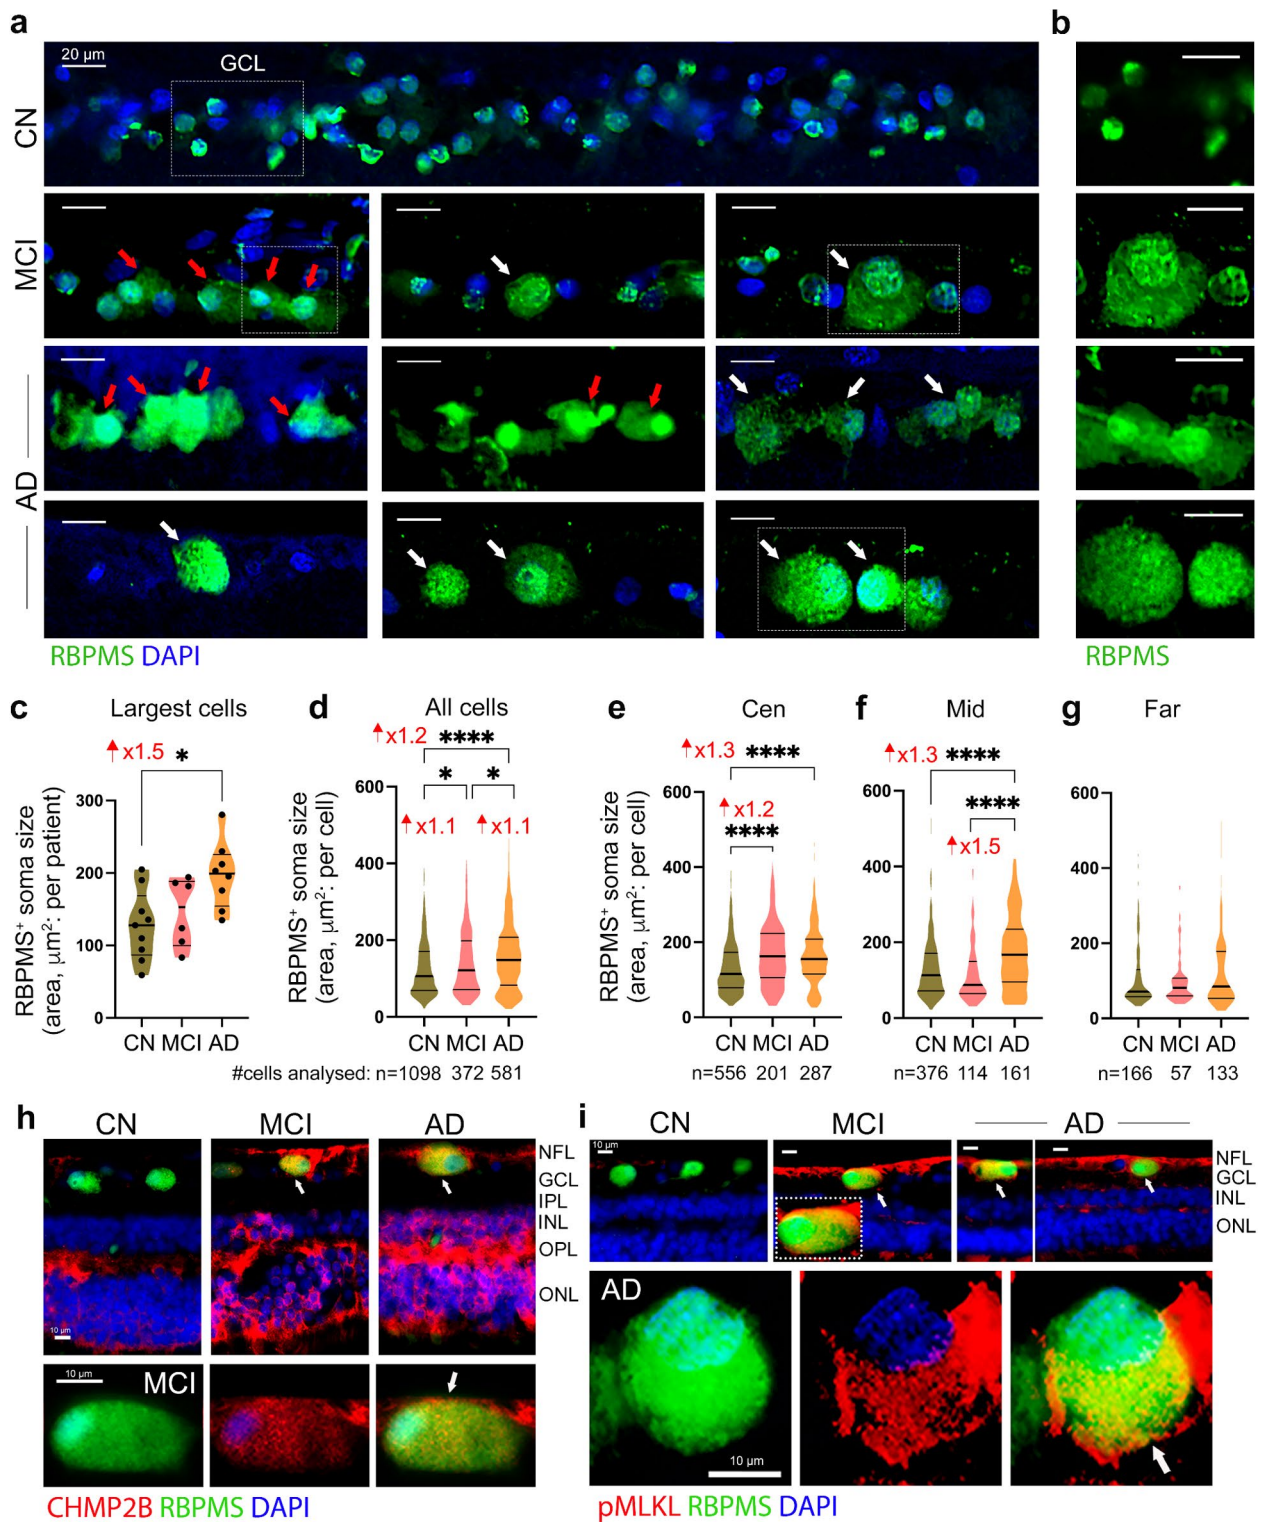 a
b
20 µm
GCL
CN
MCI
AD
RBPMS DAPI
RBPMS
c
Largest cells
d
All cells
e
Cen
f
Mid
g
Far
↑x1.5
*
↑x1.2
****
*
*
↑x1.1
↑x1.1
↑x1.3
****
↑x1.2
****
↑x1.3
****
****
↑x1.5
RBPMS+ soma size
(area, µm²: per patient)
300
200
100
0
CN MCI AD
RBPMS+ soma size
(area, µm²: per cell)
600
400
200
0
CN MCI AD
RBPMS+ soma size
(area, µm²: per cell)
600
400
200
0
CN MCI AD
600
400
200
0
CN MCI AD
600
400
200
0
CN MCI AD
#cells analysed: n=1098 372 581
n=556 201 287
n=376 114 161
n=166 57 133
h
CN
MCI
AD
NFL
GCL
IPL
INL
OPL
ONL
10 µm
10 µm
MCI
CHMP2B RBPMS DAPI
i
CN
MCI
AD
10 µm
NFL
GCL
INL
ONL
AD
10 µm
pMLKL RBPMS DAPI